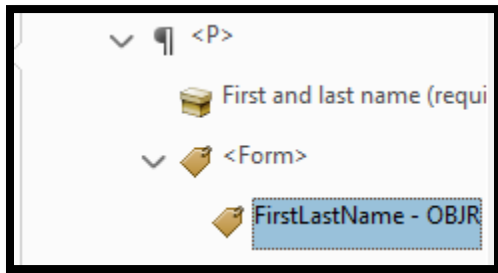 <P>
First and last name (requi
<Form>
FirstLastName - OBJR